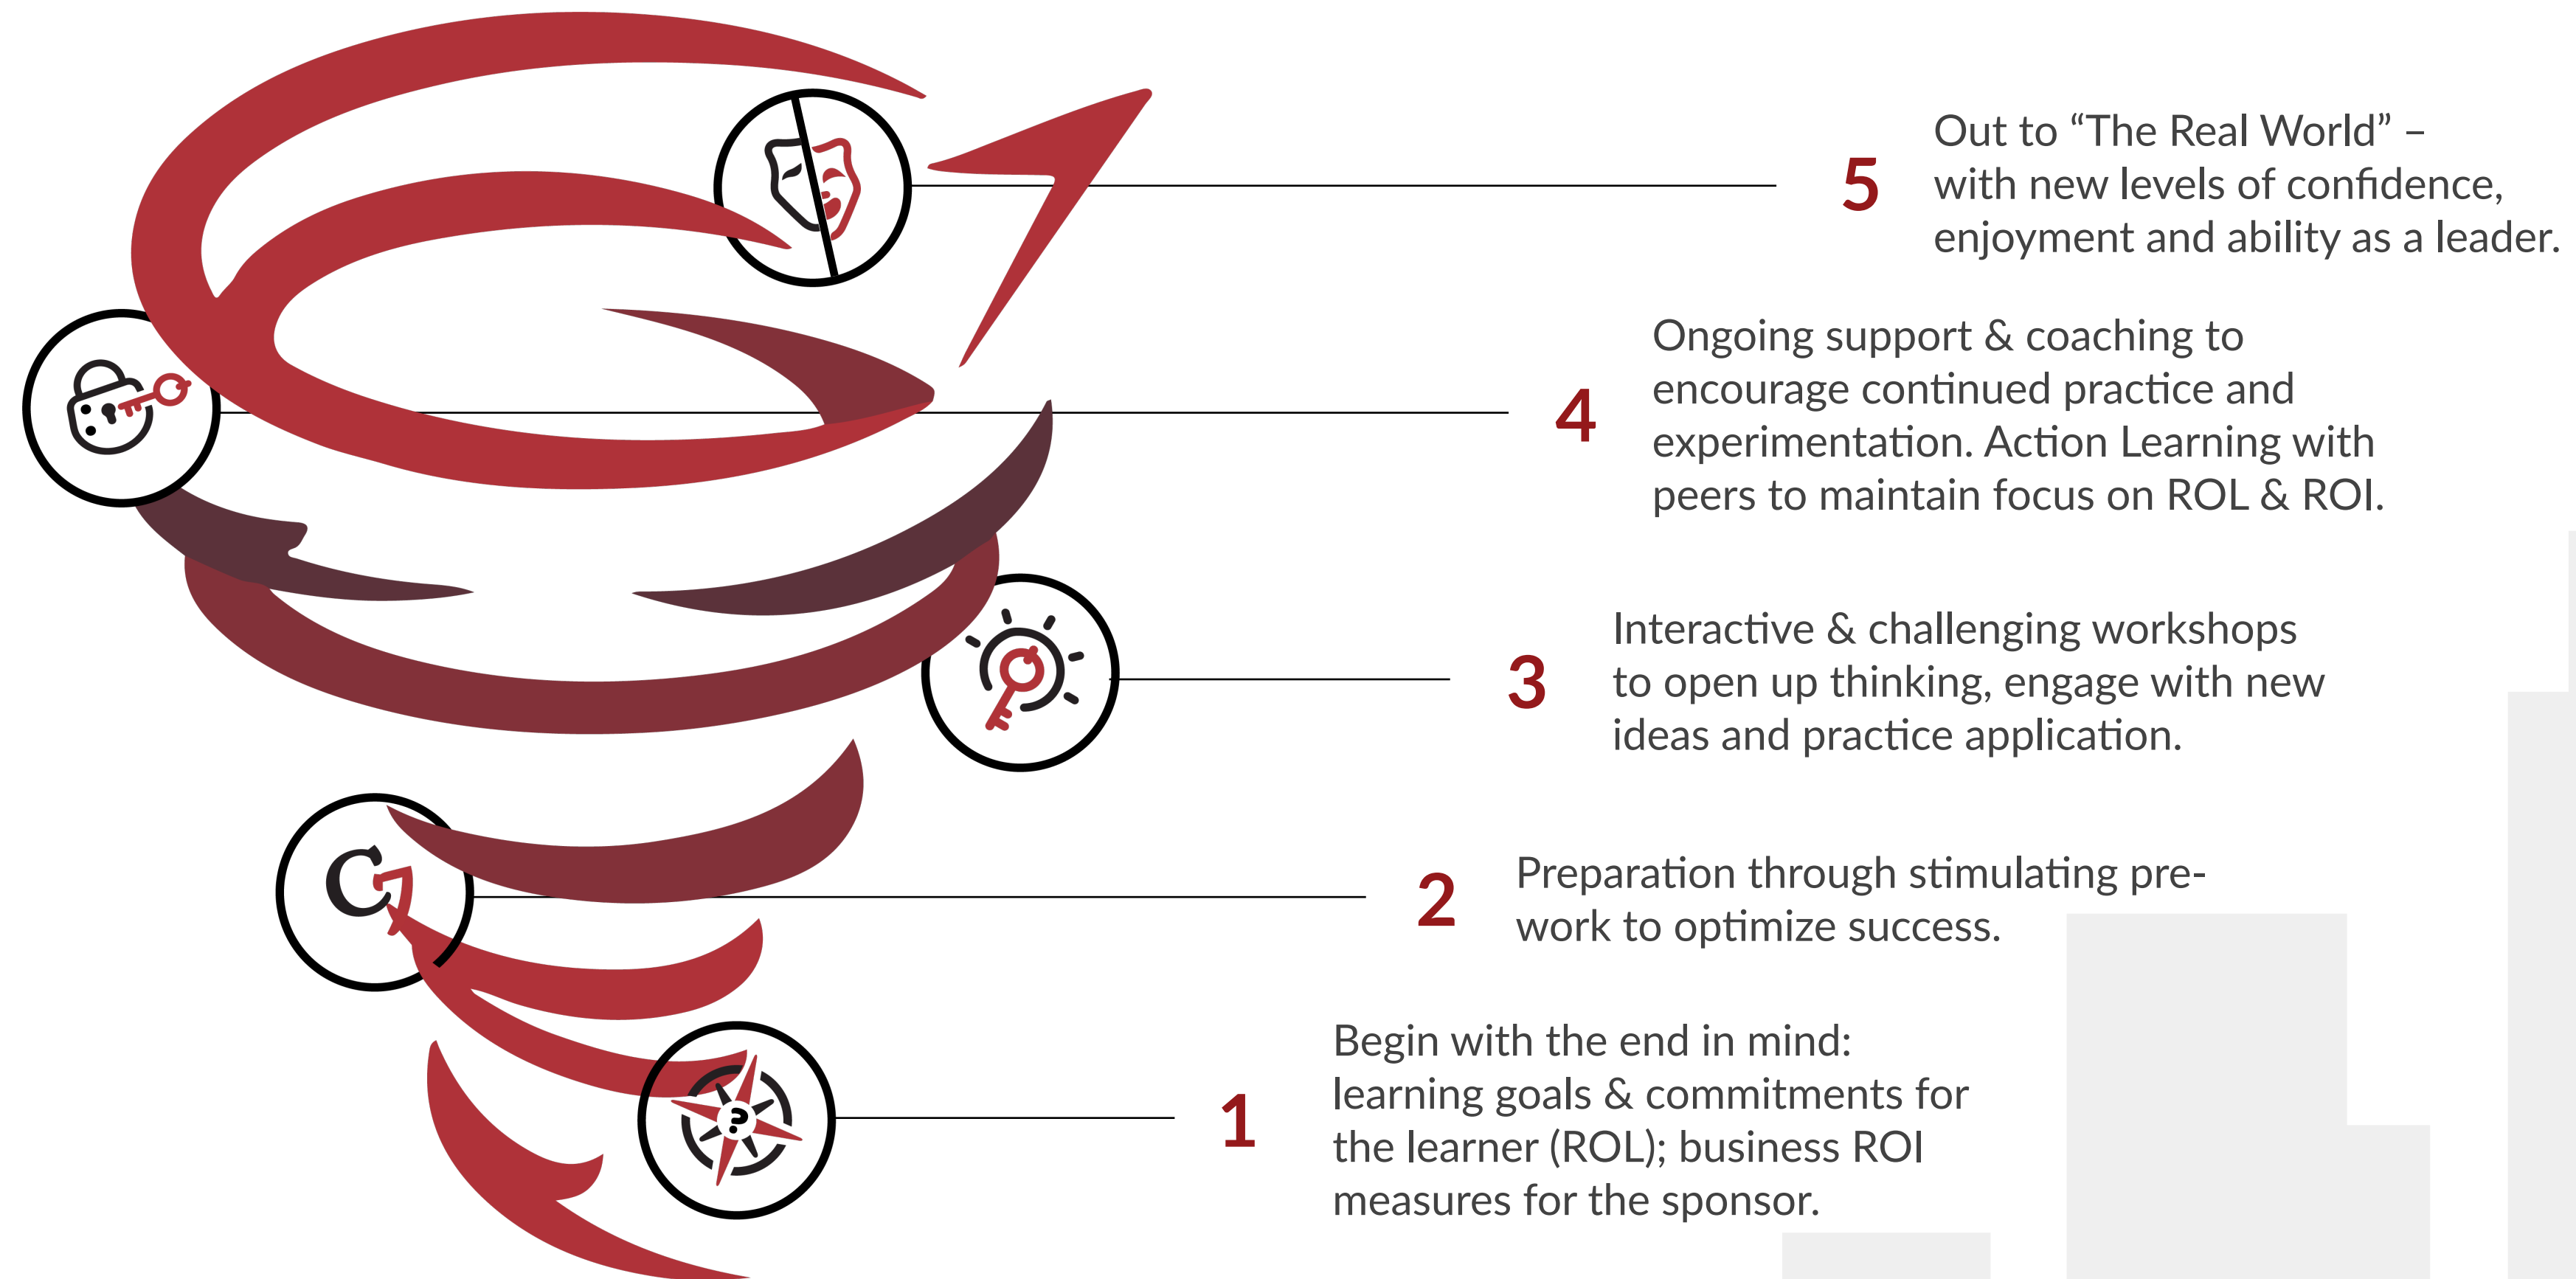 5
Out to “The Real World” –
with new levels of confidence,
enjoyment and ability as a leader.
4
Ongoing support & coaching to
encourage continued practice and
experimentation. Action Learning with
peers to maintain focus on ROL & ROI.
3
Interactive & challenging workshops
to open up thinking, engage with new
ideas and practice application.
C7
2
Preparation through stimulating pre-
work to optimize success.
?
1
Begin with the end in mind:
learning goals & commitments for
the learner (ROL); business ROI
measures for the sponsor.